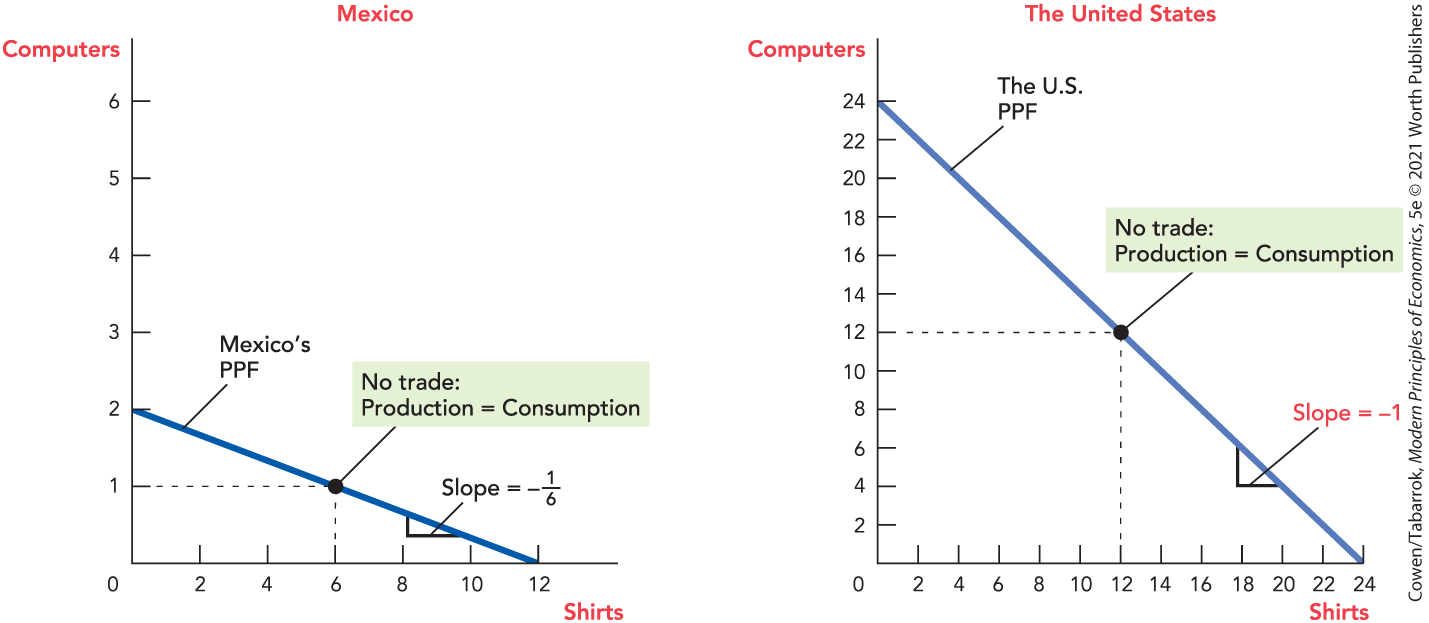 Mexico
Computers
6
5
4
3
2
1
0
2
4
6
8
10
12
Shirts
Mexico's
PPF
No trade:
Production = Consumption
Slope = –1/6
The United States
Computers
24
22
20
18
16
14
12
10
8
6
4
2
0
2
4
6
8
10
12
14
16
18
20
22
24
Shirts
The U.S.
PPF
No trade:
Production = Consumption
Slope = –1
Cowen/Tabarrok, Modern Principles of Economics, 5e © 2021 Worth Publishers